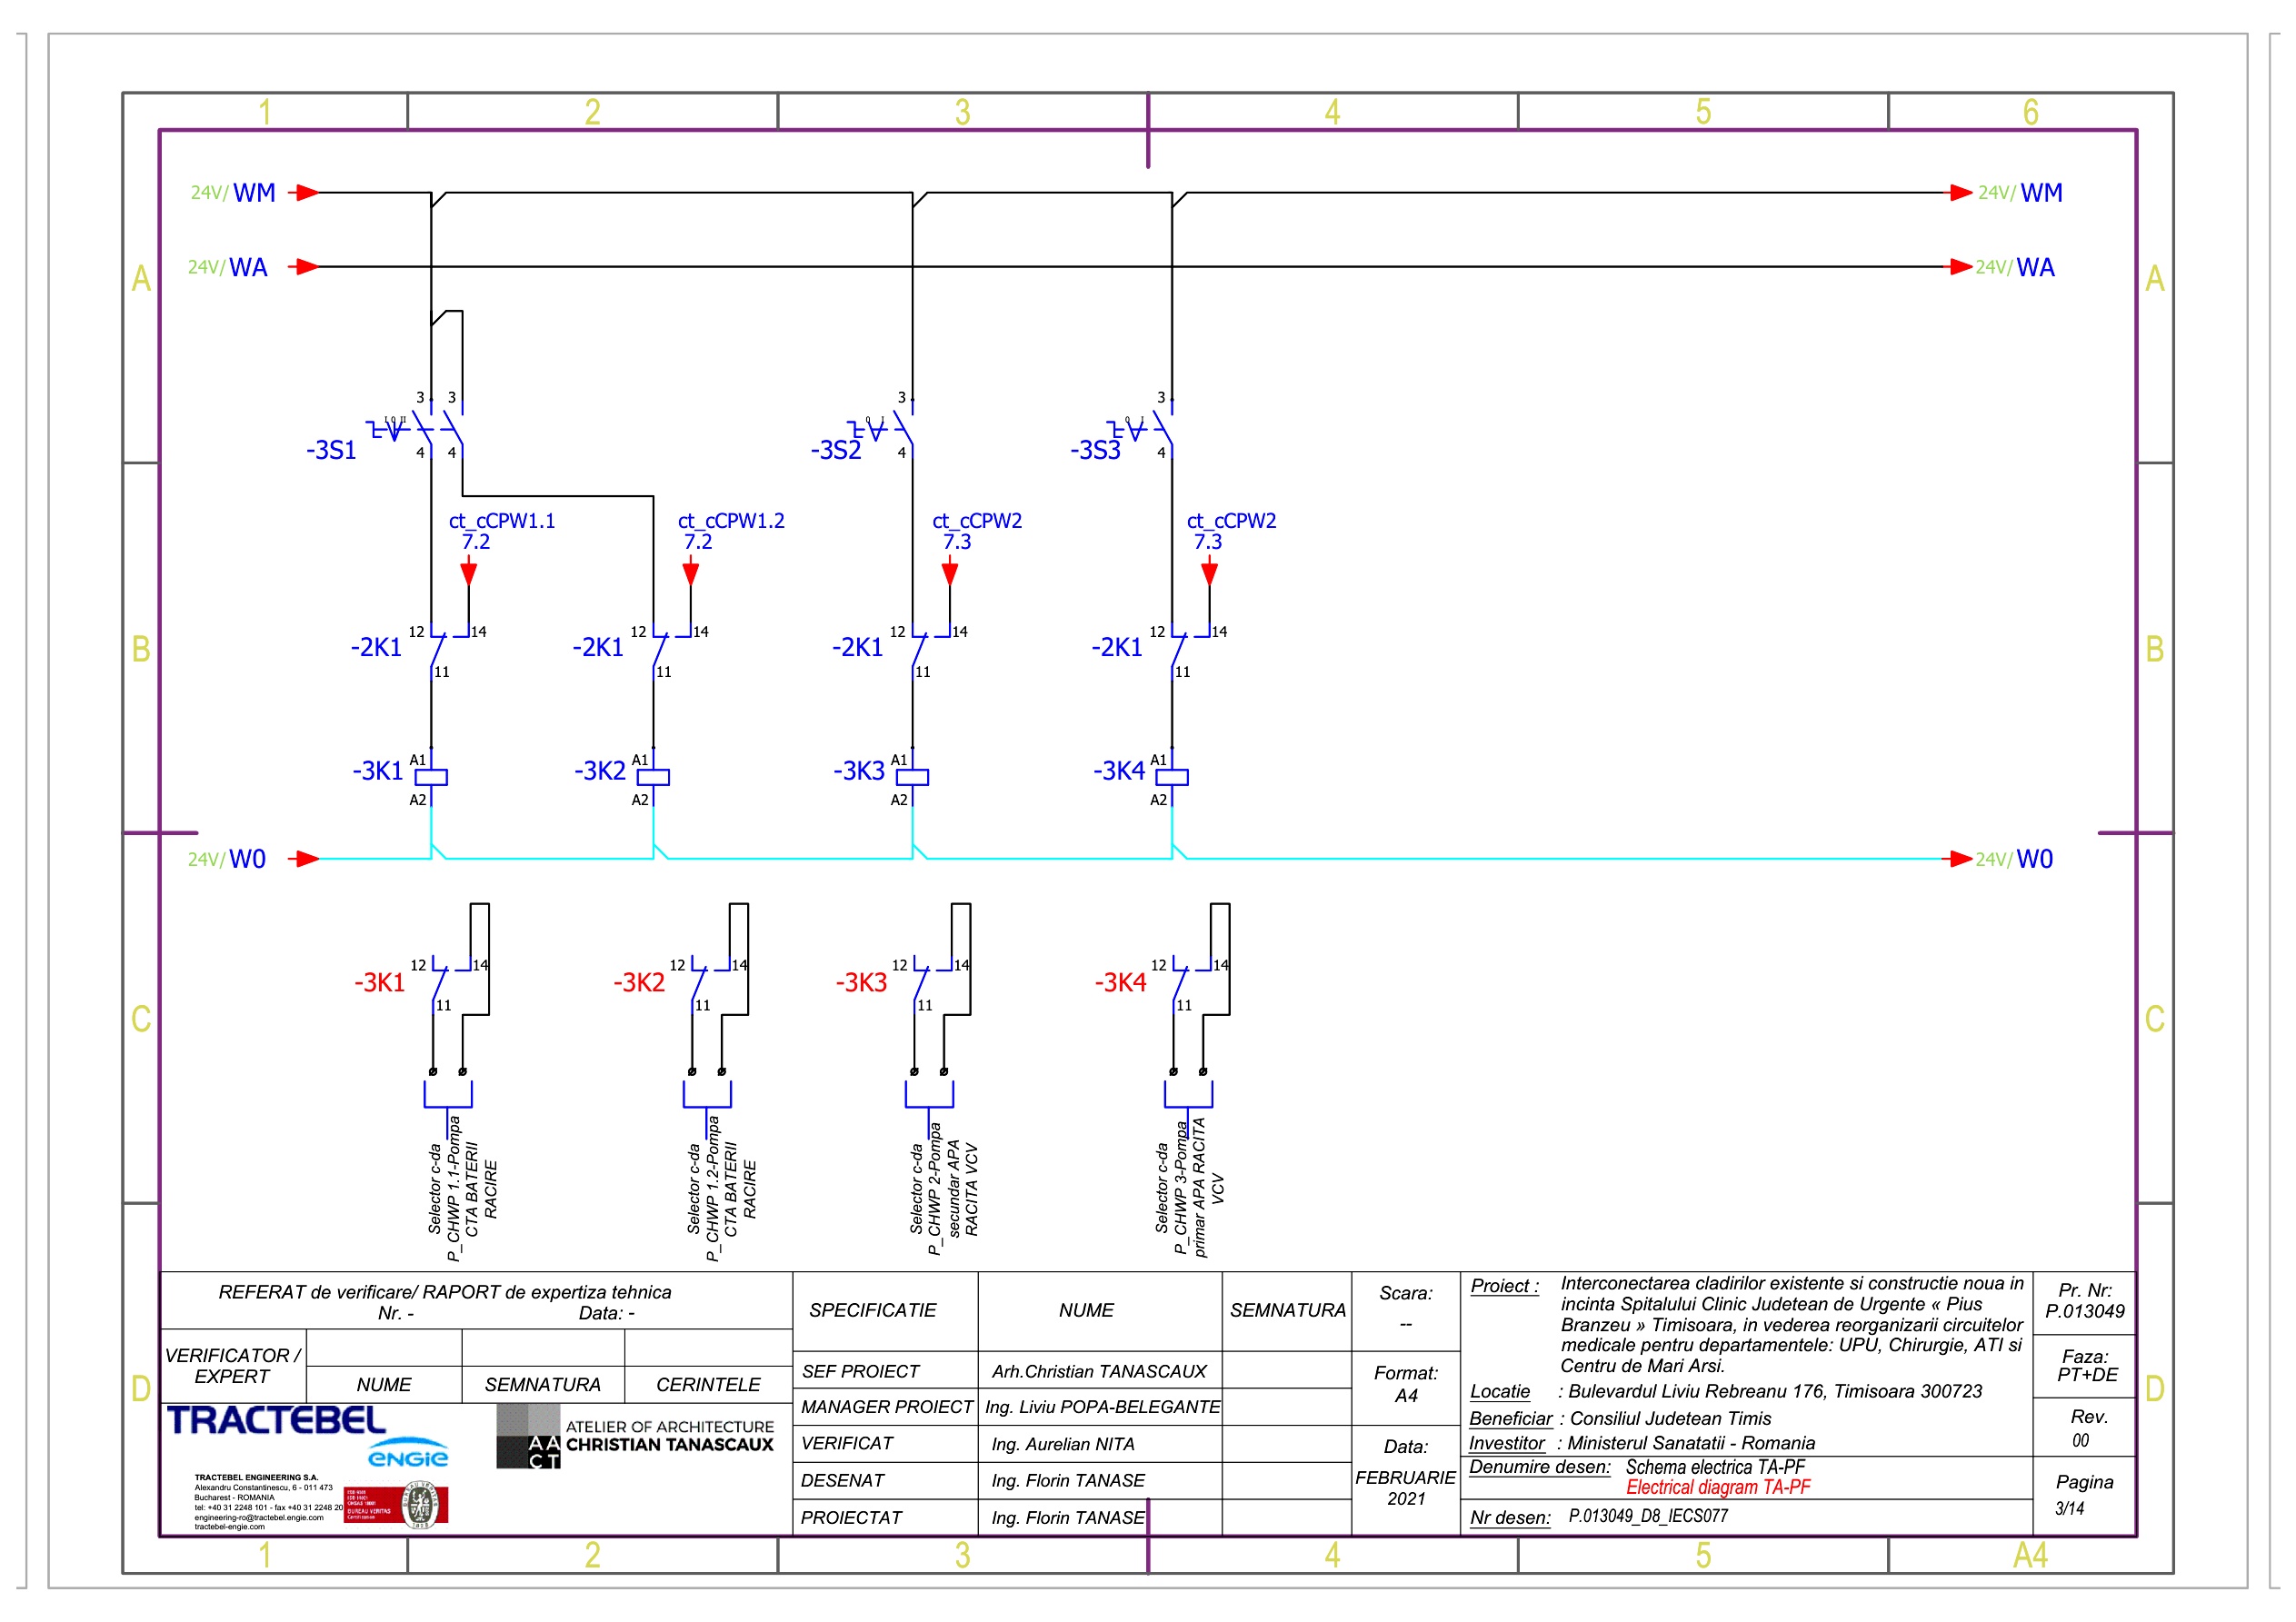 1 2 3 4 5 6
24V/ WM 24V/ WM
24V/ WA 24V/ WA
A A
3 3 3 3
I 0 II 0 I 0 I
-3S1 4 4 -3S2 4 -3S3 4
ct_cCPW1.1 ct_cCPW1.2 ct_cCPW2 ct_cCPW2
7.2 7.2 7.3 7.3
12 14 12 14 12 14 12 14
B -2K1 -2K1 -2K1 -2K1 B
11 11 11 11
A1 A1 A1 A1
-3K1 -3K2 -3K3 -3K4
A2 A2 A2 A2
24V/ W0 24V/ W0
12 14 12 14 12 14 12 14
-3K1 -3K2 -3K3 -3K4
11 11 11 11
C C
Selector c-da
P_CHWP 1.1-Pompa
CTA BATERII
RACIRE
Selector c-da
P_CHWP 1.2-Pompa
CTA BATERII
RACIRE
Selector c-da
P_CHWP 2-Pompa
secundar APA
RACITA VCV
Selector c-da
P_CHWP 3-Pompa
primar APA RACITA
VCV
D D
REFERAT de verificare/ RAPORT de expertiza tehnica
Nr. - Data: -
VERIFICATOR /
EXPERT
NUME SEMNATURA CERINTELE
TRACTEBEL
ENGIE
AA
CT
ATELIER OF ARCHITECTURE
CHRISTIAN TANASCAUX
TRACTEBEL ENGINEERING S.A.
Alexandru Constantinescu, 6 - 011 473
Bucharest - ROMANIA
tel: +40 31 2248 101 - fax +40 31 2248 20
engineering-ro@tractebel.engie.com
tractebel-engie.com
BUREAU VERITAS
SPECIFICATIE NUME SEMNATURA
SEF PROIECT Arh.Christian TANASCAUX
MANAGER PROIECT Ing. Liviu POPA-BELEGANTE
VERIFICAT Ing. Aurelian NITA
DESENAT Ing. Florin TANASE
PROIECTAT Ing. Florin TANASE
Scara:
--
Format:
A4
Data:
FEBRUARIE
2021
Proiect : Interconectarea cladirilor existente si constructie noua in
incinta Spitalului Clinic Judetean de Urgente « Pius
Branzeu » Timisoara, in vederea reorganizarii circuitelor
medicale pentru departamentele: UPU, Chirurgie, ATI si
Centru de Mari Arsi.
Locatie : Bulevardul Liviu Rebreanu 176, Timisoara 300723
Beneficiar : Consiliul Judetean Timis
Investitor : Ministerul Sanatatii - Romania
Denumire desen: Schema electrica TA-PF
Electrical diagram TA-PF
Nr desen: P.013049_D8_IECS077
Pr. Nr:
P.013049
Faza:
PT+DE
Rev.
00
Pagina
3/14
1 2 3 4 5 A4